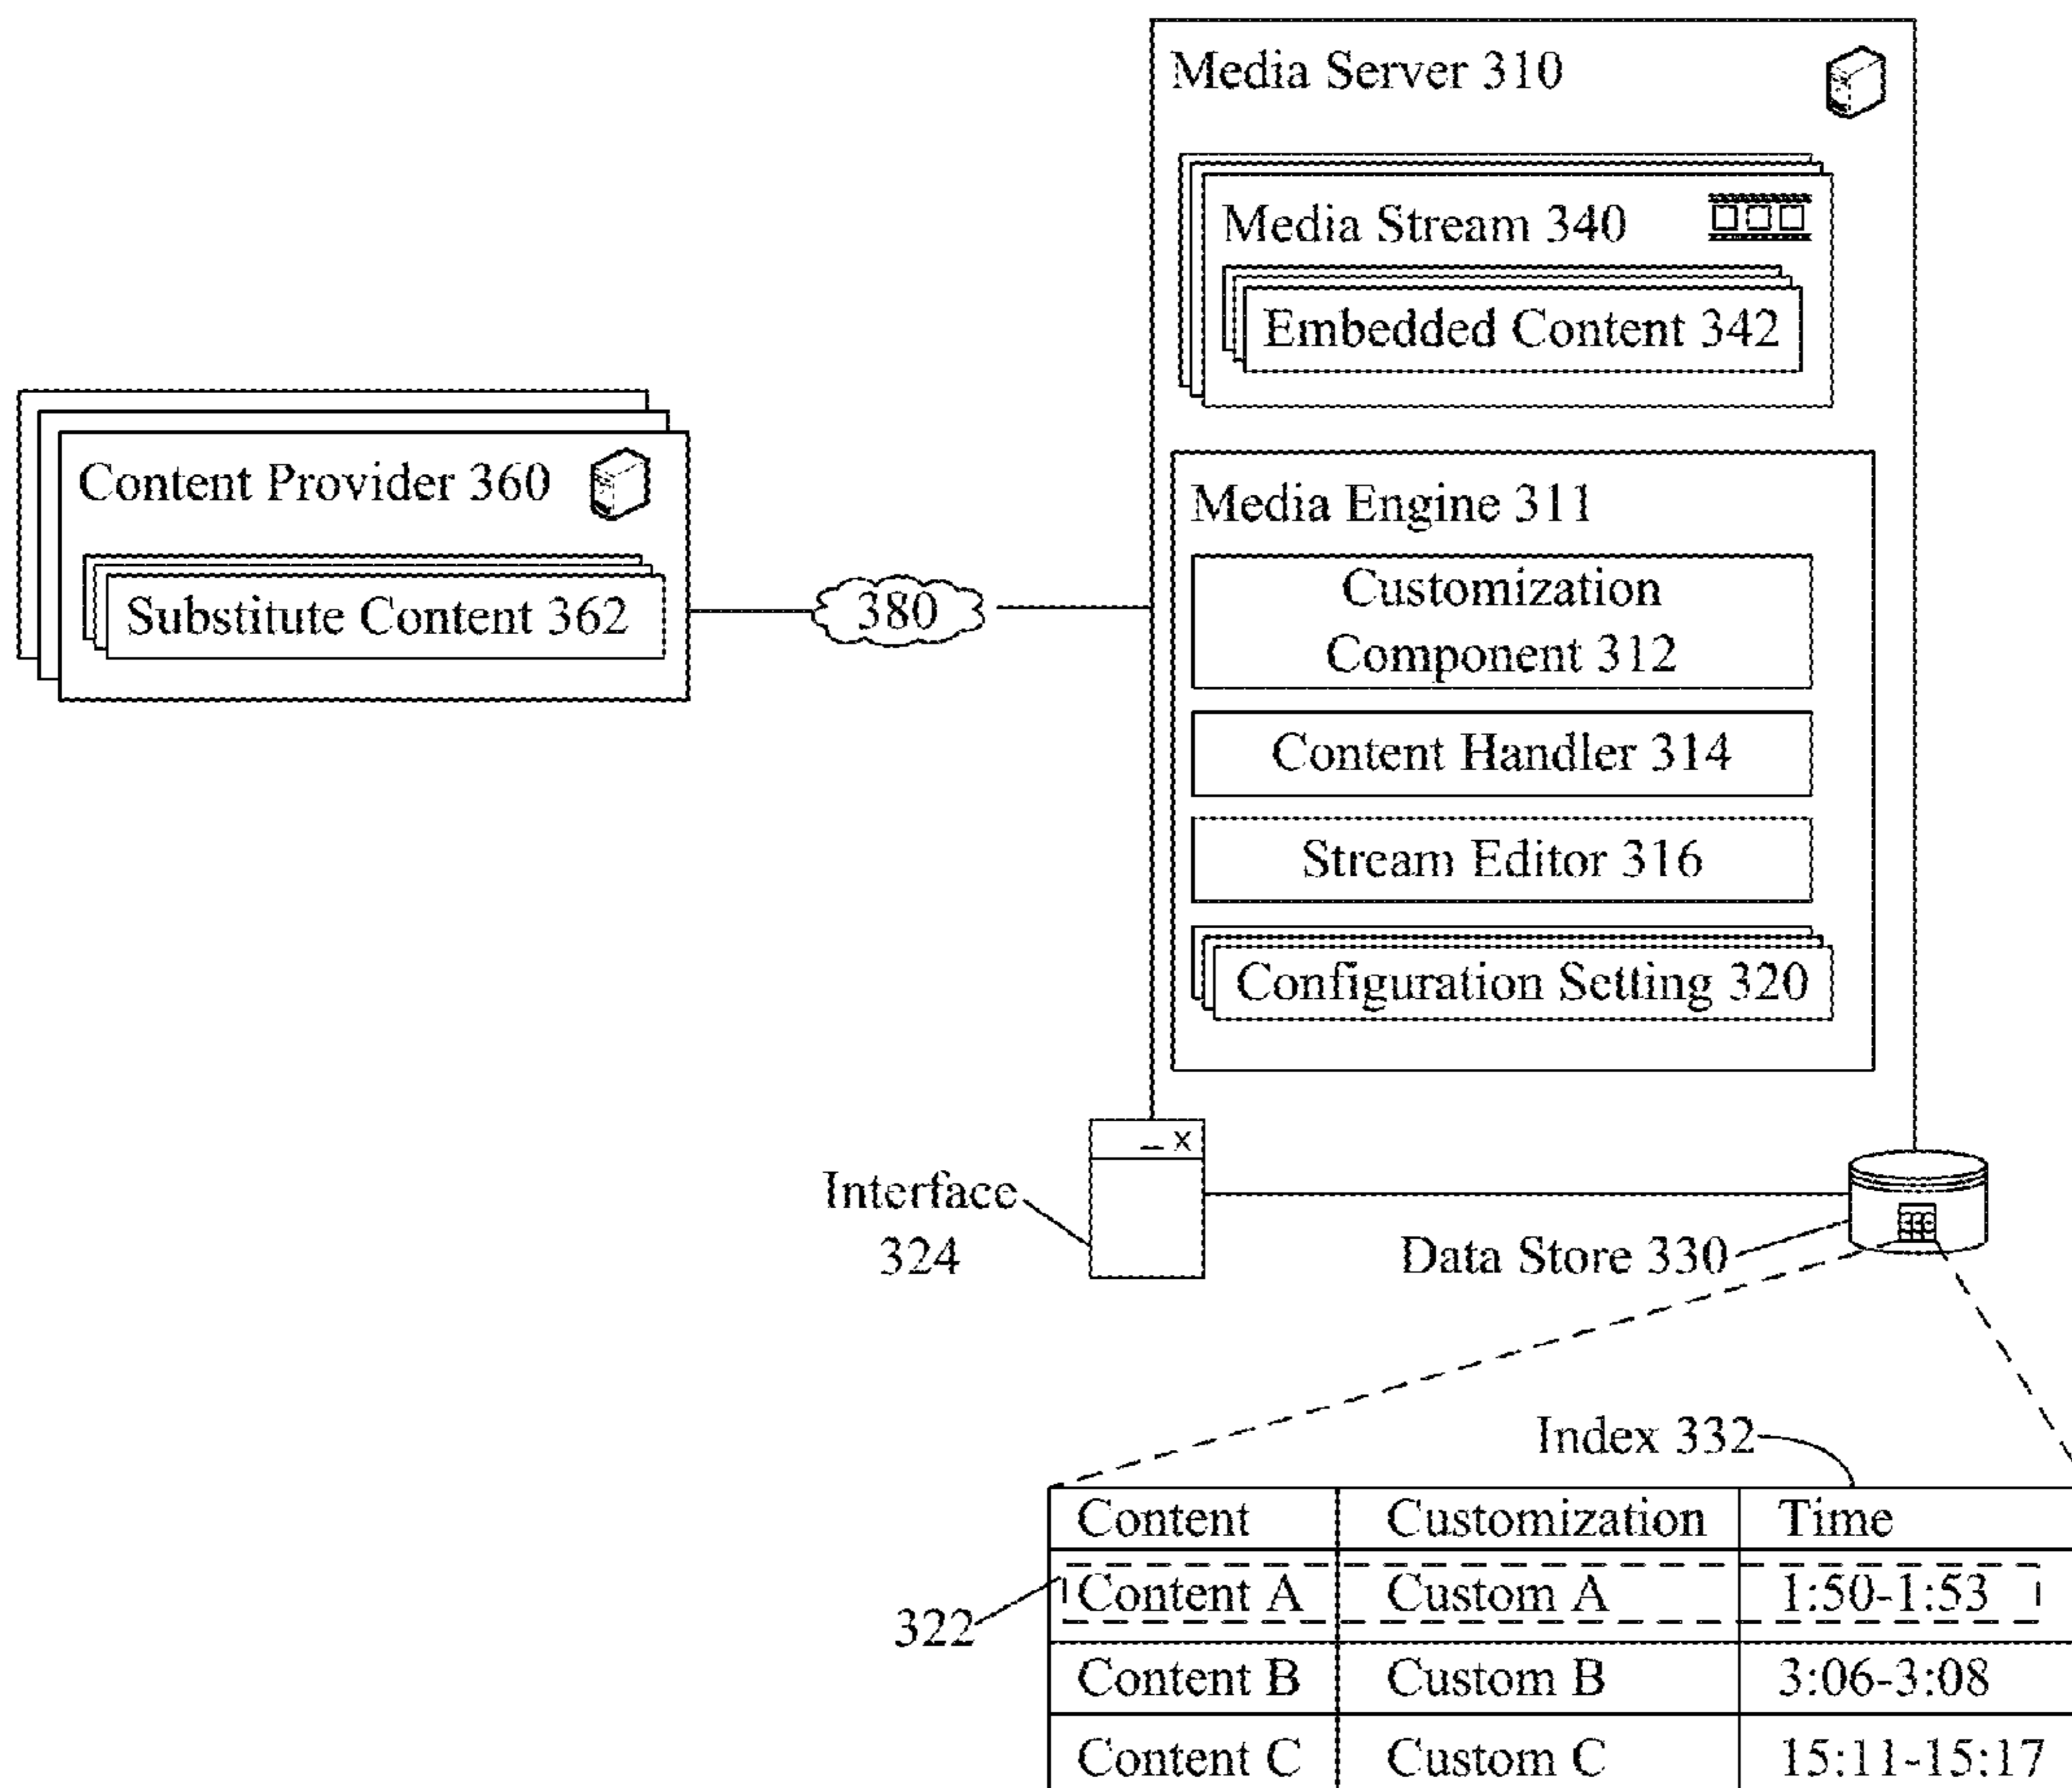 Media Server 310
Media Stream 340
Embedded Content 342
Content Provider 360
Substitute Content 362
380
Media Engine 311
Customization
Component 312
Content Handler 314
Stream Editor 316
Configuration Setting 320
– x
Interface
324
Data Store 330
Index 332
Content Customization Time
322
Content A Custom A 1:50-1:53
Content B Custom B 3:06-3:08
Content C Custom C 15:11-15:17